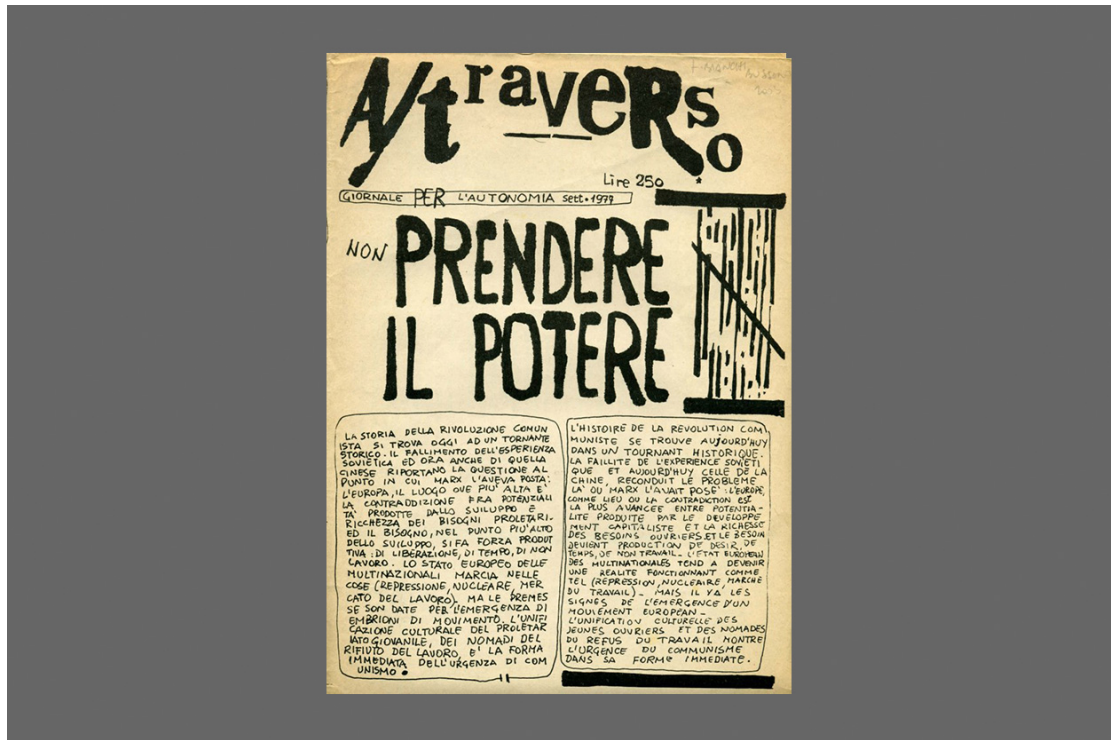 A/traverso
Lire 250
GIORNALE PER L'AUTONOMIA sett. 1977
NON PRENDERE
IL POTERE
LA STORIA DELLA RIVOLUZIONE COMUN
ISTA SI TROVA OGGI AD UN TORNANTE
STORICO. IL FALLIMENTO DELL'ESPERIENZA
SOVIETICA ED ORA ANCHE DI QUELLA
CINESE RIPORTANO LA QUESTIONE AL
PUNTO IN CUI MARX L'AVEVA POSTA:
L'EUROPA, IL LUOGO OVE PIU' ALTA E'
LA CONTRADDIZIONE FRA POTENZIALI
TA' PRODOTTE DALLO SVILUPPO E
RICCHEZZA DEI BISOGNI PROLETARI.
ED IL BISOGNO, NEL PUNTO PIU' ALTO
DELLO SVILUPPO, SI FA FORZA PRODUT
TIVA: DI LIBERAZIONE, DI TEMPO, DI NON
LAVORO. LO STATO EUROPEO DELLE
MULTINAZIONALI MARCIA NELLE
COSE (REPRESSIONE, NUCLEARE, MER
CATO DEL LAVORO). MA LE PREMES
SE SON DATE PER L'EMERGENZA DI
EMBRIONI DI MOVIMENTO. L'UNIFI
CAZIONE CULTURALE DEL PROLETAR
IATO GIOVANILE, DEI NOMADI DEL
RIFIUTO DEL LAVORO, E' LA FORMA
IMMEDIATA DELL'URGENZA DI COM
UNISMO.
L'HISTOIRE DE LA REVOLUTION COM
MUNISTE SE TROUVE AUJOURD'HUY
DANS UN TOURNANT HISTORIQUE.
LA FAILLITE DE L'EXPERIENCE SOVIETI
QUE ET AUJOURD'HUY CELLE DE LA
CHINE, RECONDUIT LE PROBLEME
LA' OU MARX L'AVAIT POSE': L'EUROPE,
COMME LIEU OU LA CONTRADICTION EST
LA PLUS AVANCEE ENTRE POTENTIA-
LITE PRODUITE PAR LE DEVELOPPE
MENT CAPITALISTE ET LA RICHESSE
DES BESOINS OUVRIERS. ET LE BESOIN
DEVIENT PRODUCTION DE DESIR, DE
TEMPS, DE NON TRAVAIL. L'ETAT EUROPEEN
DES MULTINATIONALES TEND A DEVENIR
UNE REALITE FONCTIONNANT COMME
TEL (REPRESSION, NUCLEAIRE, MARCHE
DU TRAVAIL). MAIS IL Y A' LES
SIGNES DE L'EMERGENCE D'UN
MOUVEMENT EUROPEAN.
L'UNIFICATION CULTURELLE DES
JEUNES OUVRIERS ET DES NOMADES
DU REFUS DU TRAVAIL MONTRE
L'URGENCE DU COMMUNISME
DANS SA FORME IMMEDIATE.